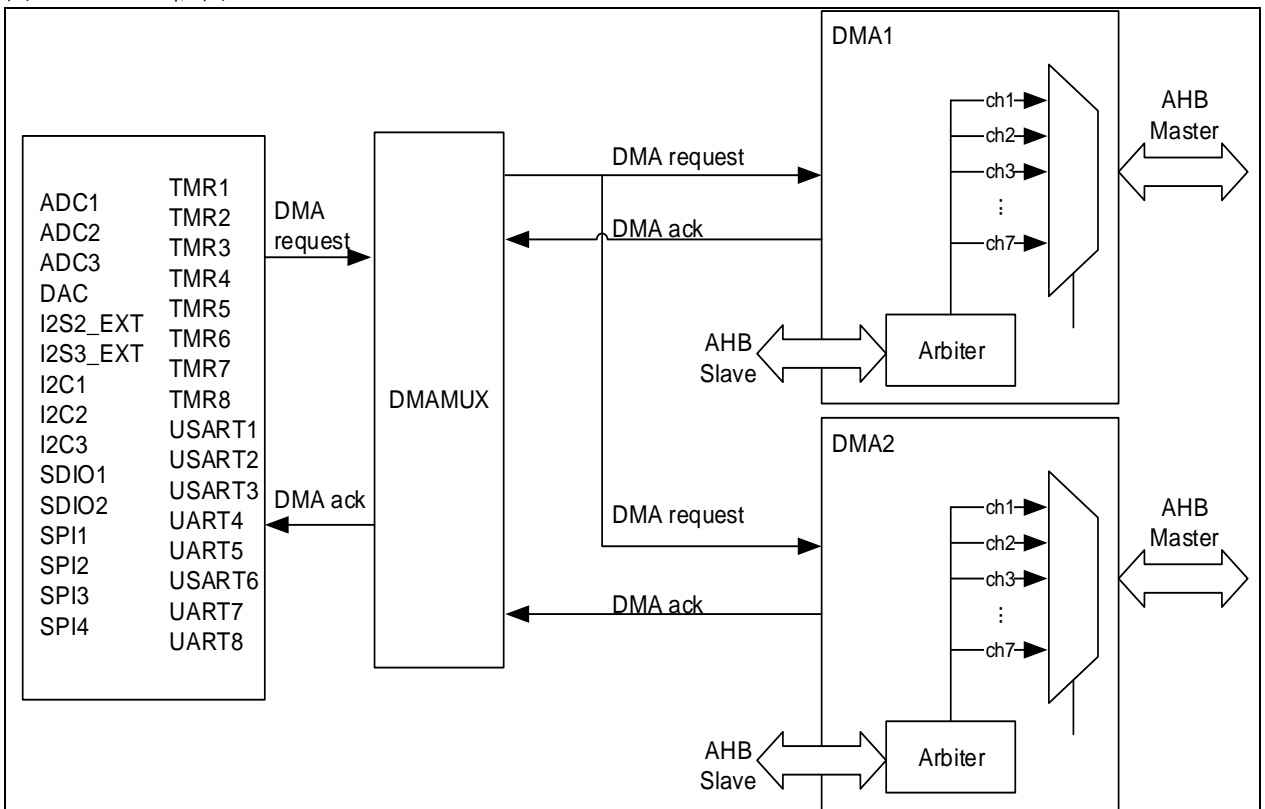 DMA1
ch1
ch2
ch3
⋮
ch7
AHB
Master
Arbiter
AHB
Slave
DMA request
DMA ack
ADC1
ADC2
ADC3
DAC
I2S2_EXT
I2S3_EXT
I2C1
I2C2
I2C3
SDIO1
SDIO2
SPI1
SPI2
SPI3
SPI4
TMR1
TMR2
TMR3
TMR4
TMR5
TMR6
TMR7
TMR8
USART1
USART2
USART3
UART4
UART5
USART6
UART7
UART8
DMA
request
DMA ack
DMAMUX
DMA2
DMA request
DMA ack
ch1
ch2
ch3
⋮
ch7
AHB
Master
Arbiter
AHB
Slave